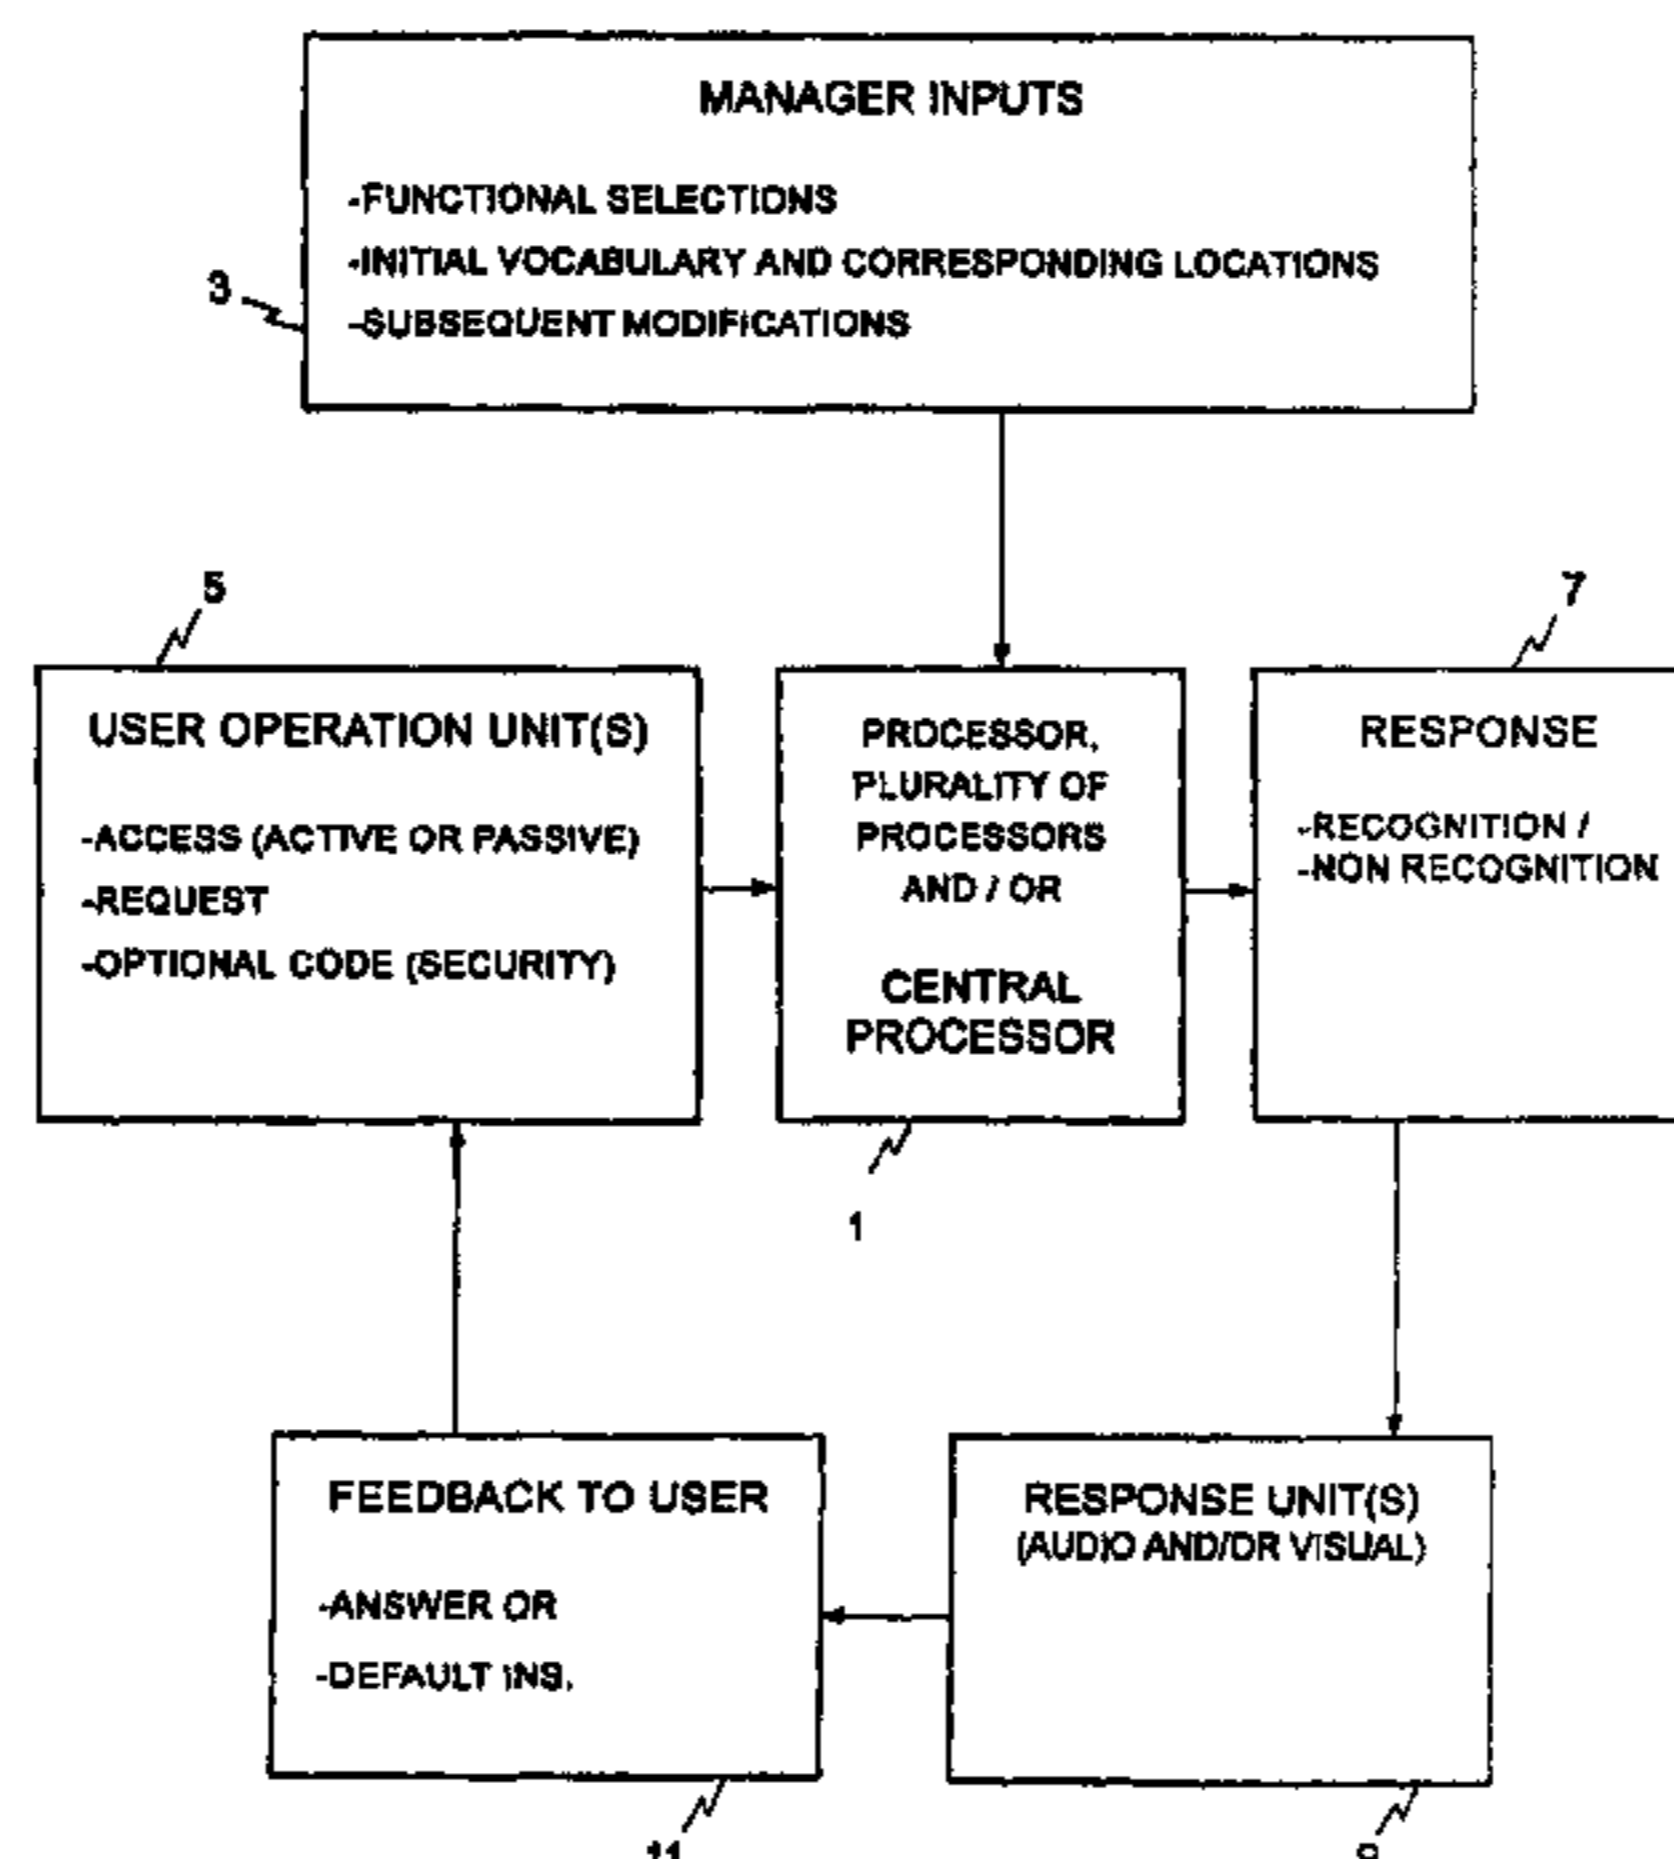 MANAGER INPUTS
-FUNCTIONAL SELECTIONS
-INITIAL VOCABULARY AND CORRESPONDING LOCATIONS
-SUBSEQUENT MODIFICATIONS
3
5
7
USER OPERATION UNIT(S)
-ACCESS (ACTIVE OR PASSIVE)
-REQUEST
-OPTIONAL CODE (SECURITY)
PROCESSOR,
PLURALITY OF
PROCESSORS
AND / OR
CENTRAL
PROCESSOR
RESPONSE
-RECOGNITION /
-NON RECOGNITION
1
FEEDBACK TO USER
-ANSWER OR
-DEFAULT INS.
RESPONSE UNIT(S)
(AUDIO AND/OR VISUAL)
11